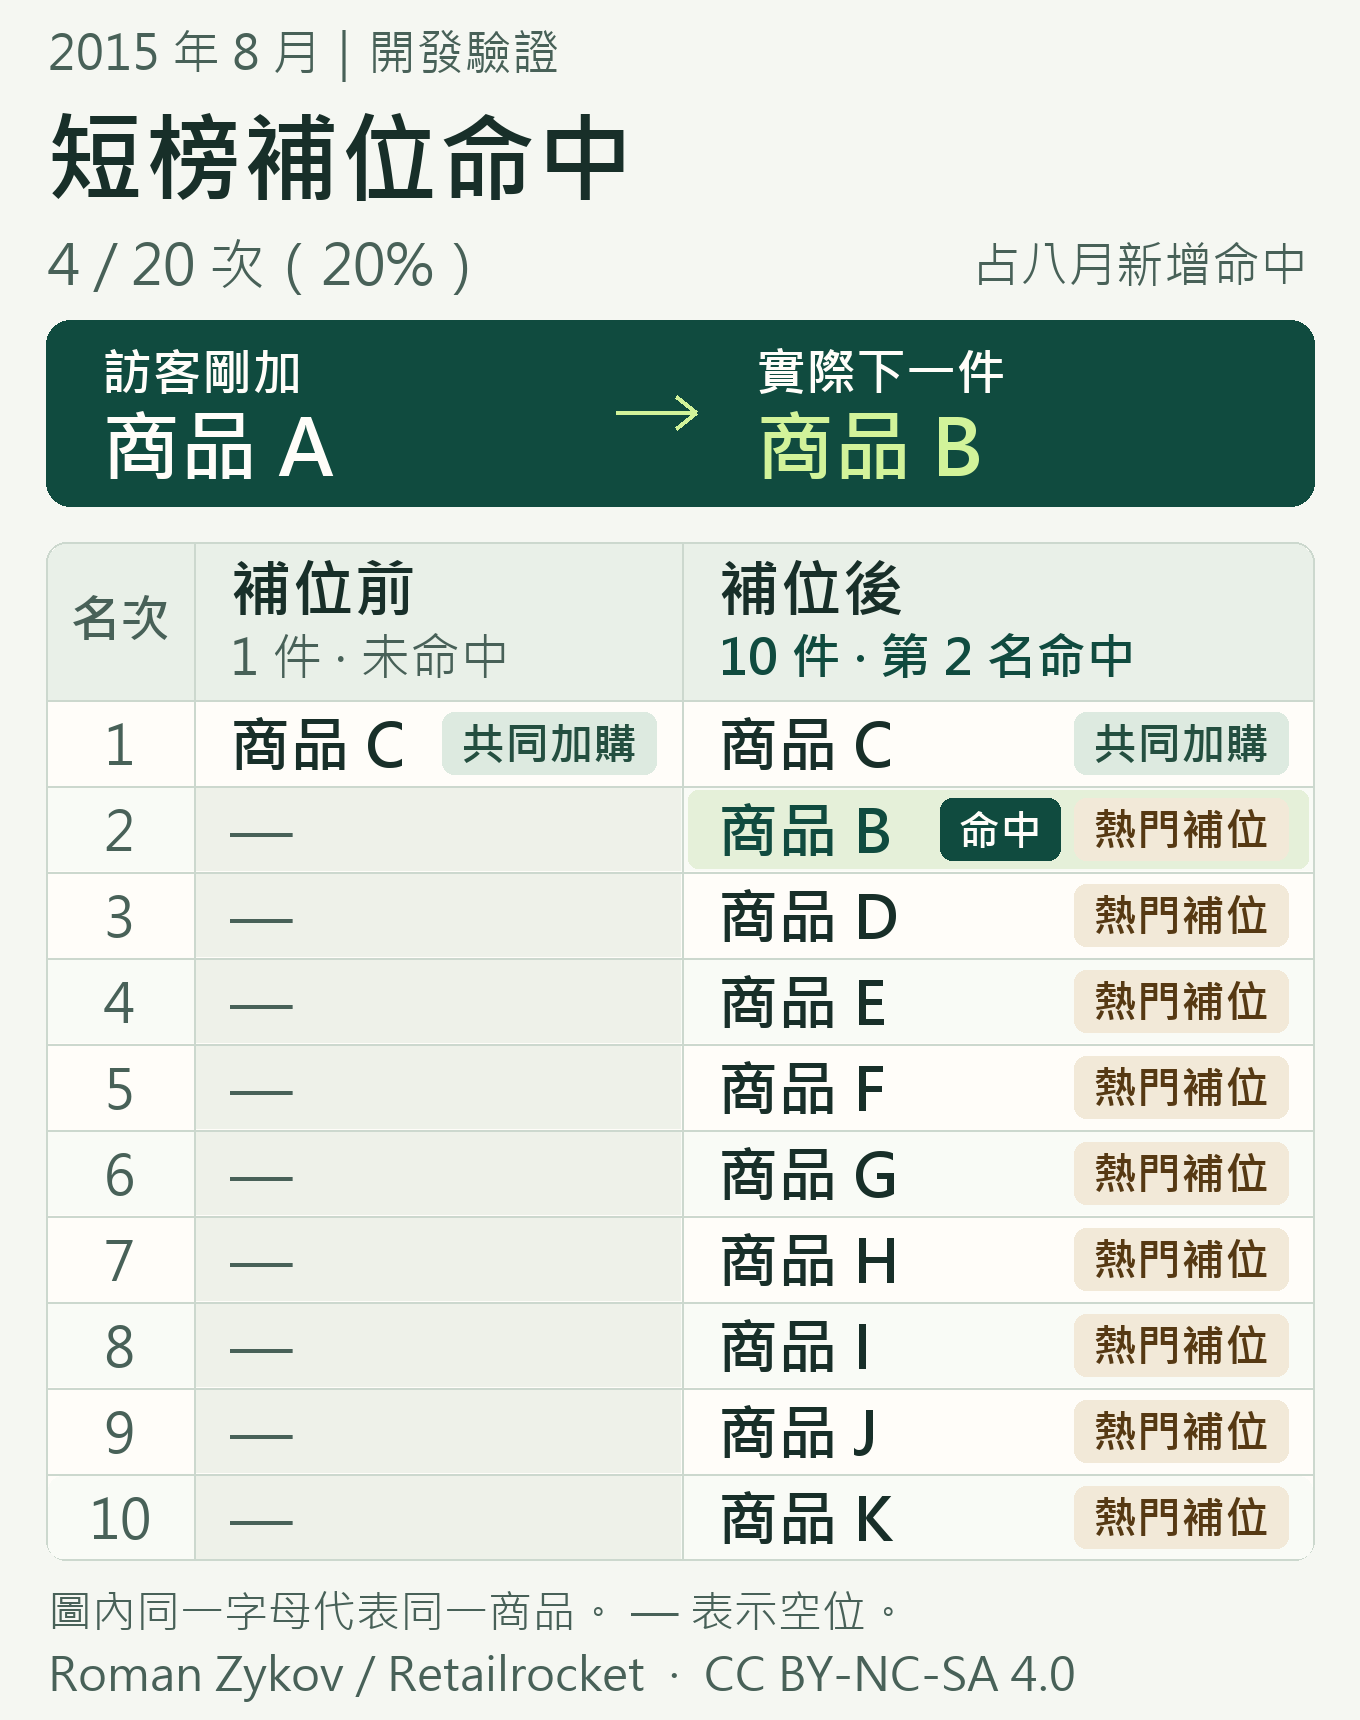 2015 年 8 月｜開發驗證
短榜補位命中
4 / 20 次（20%）
占八月新增命中
訪客剛加
商品 A
→
實際下一件
商品 B
名次
補位前
1 件 · 未命中
補位後
10 件 · 第 2 名命中
1 商品 C 共同加購 商品 C 共同加購
2 — 商品 B 命中 熱門補位
3 — 商品 D 熱門補位
4 — 商品 E 熱門補位
5 — 商品 F 熱門補位
6 — 商品 G 熱門補位
7 — 商品 H 熱門補位
8 — 商品 I 熱門補位
9 — 商品 J 熱門補位
10 — 商品 K 熱門補位
圖內同一字母代表同一商品。— 表示空位。
Roman Zykov / Retailrocket · CC BY-NC-SA 4.0